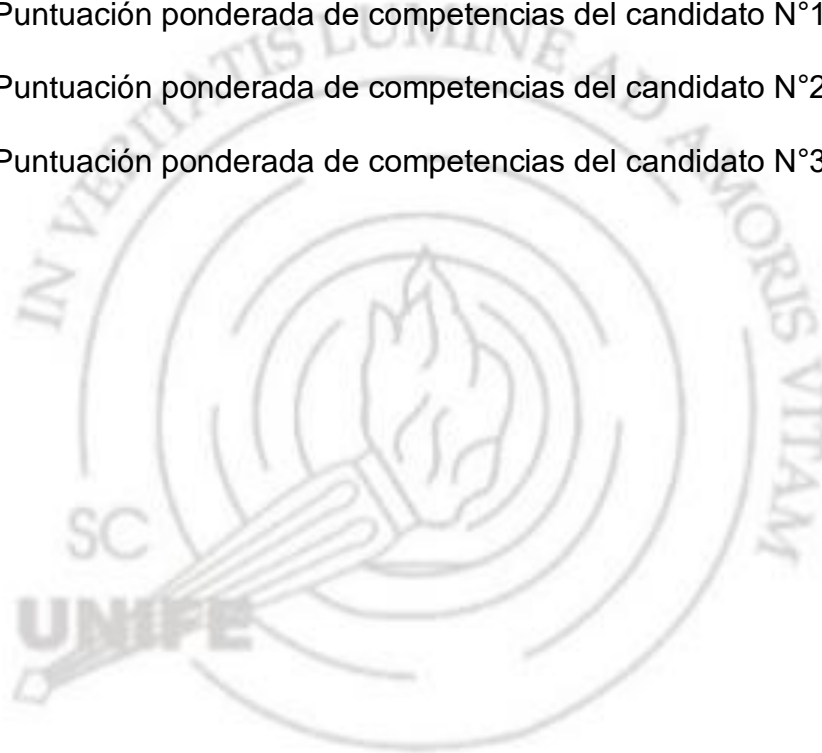 Puntuación ponderada de competencias del candidato N°1
Puntuación ponderada de competencias del candidato N°2
Puntuación ponderada de competencias del candidato N°3
IN VERITATIS LUMINE AD AMORIS VITAM
SC
UNIFE